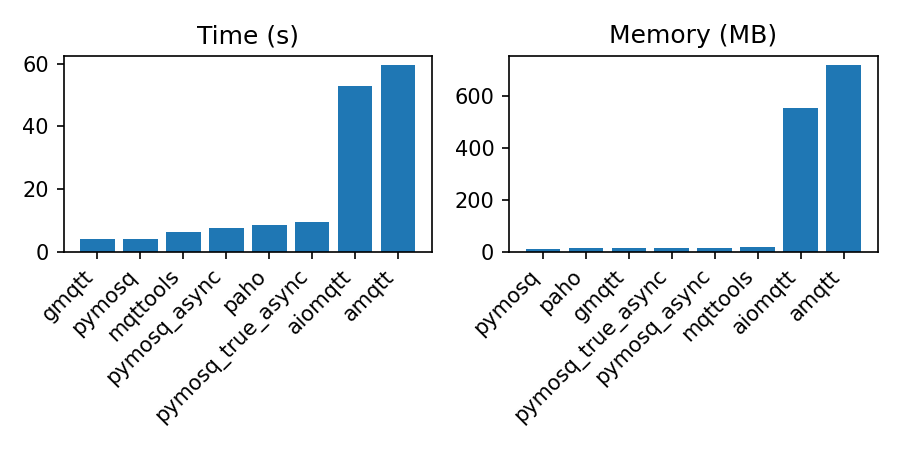 Time (s)
60
40
20
0
gmqtt
pymosq
mqttools
pymosq_async
paho
pymosq_true_async
aiomqtt
amqtt
Memory (MB)
600
400
200
0
pymosq
paho
gmqtt
pymosq_true_async
pymosq_async
mqttools
aiomqtt
amqtt